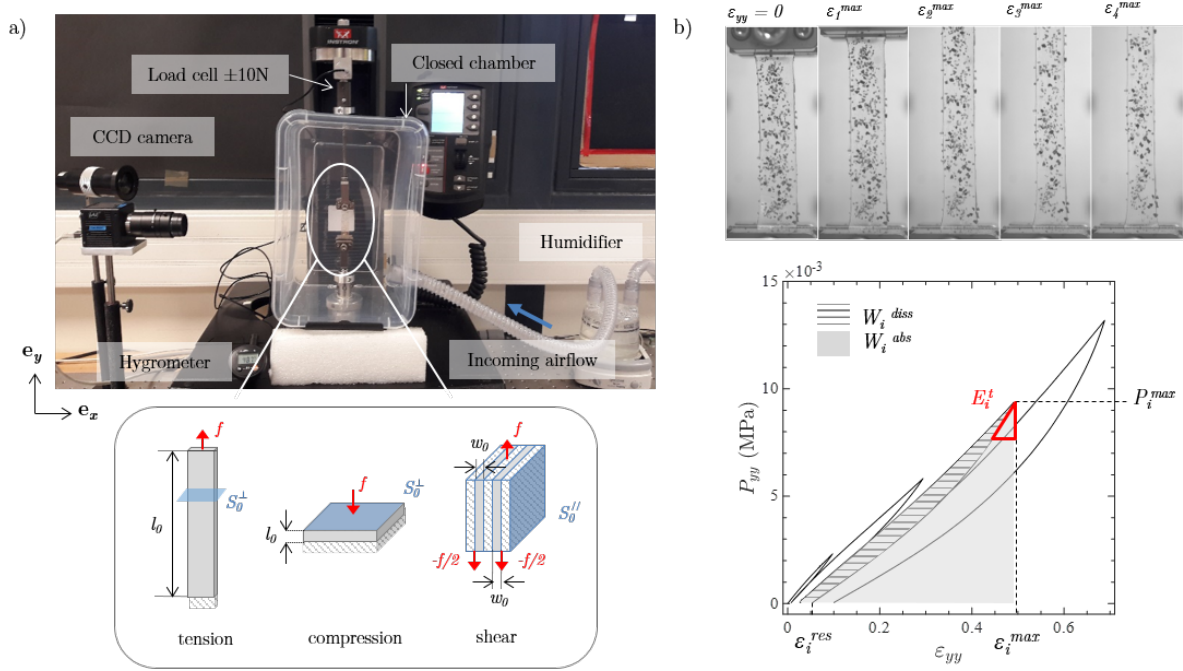 a)
INSTRON
Load cell ±10N
Closed chamber
CCD camera
Humidifier
Hygrometer
Incoming airflow
e_y
e_x
f
S_0^⊥
l_0
tension
f
S_0^⊥
l_0
compression
w_0
f
S_0^//
-f/2
-f/2
w_0
shear
b)
ε_yy = 0
ε_1^max
ε_2^max
ε_3^max
ε_4^max
×10^-3
15
10
5
0
P_yy (MPa)
W_i^diss
W_i^abs
E_i^t
P_i^max
0
0.2
0.4
0.6
ε_i^res
ε_i^max
ε_yy